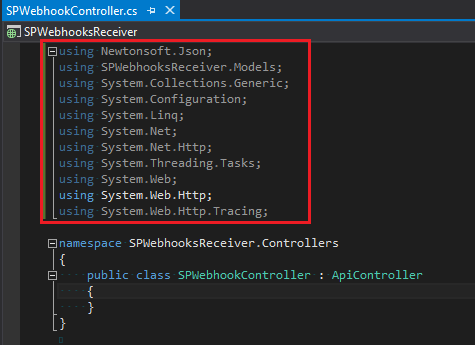 SPWebhookController.cs
SPWebhooksReceiver
using Newtonsoft.Json;
using SPWebhooksReceiver.Models;
using System.Collections.Generic;
using System.Configuration;
using System.Linq;
using System.Net;
using System.Net.Http;
using System.Threading.Tasks;
using System.Web;
using System.Web.Http;
using System.Web.Http.Tracing;
namespace SPWebhooksReceiver.Controllers
{
public class SPWebhookController : ApiController
{
}
}